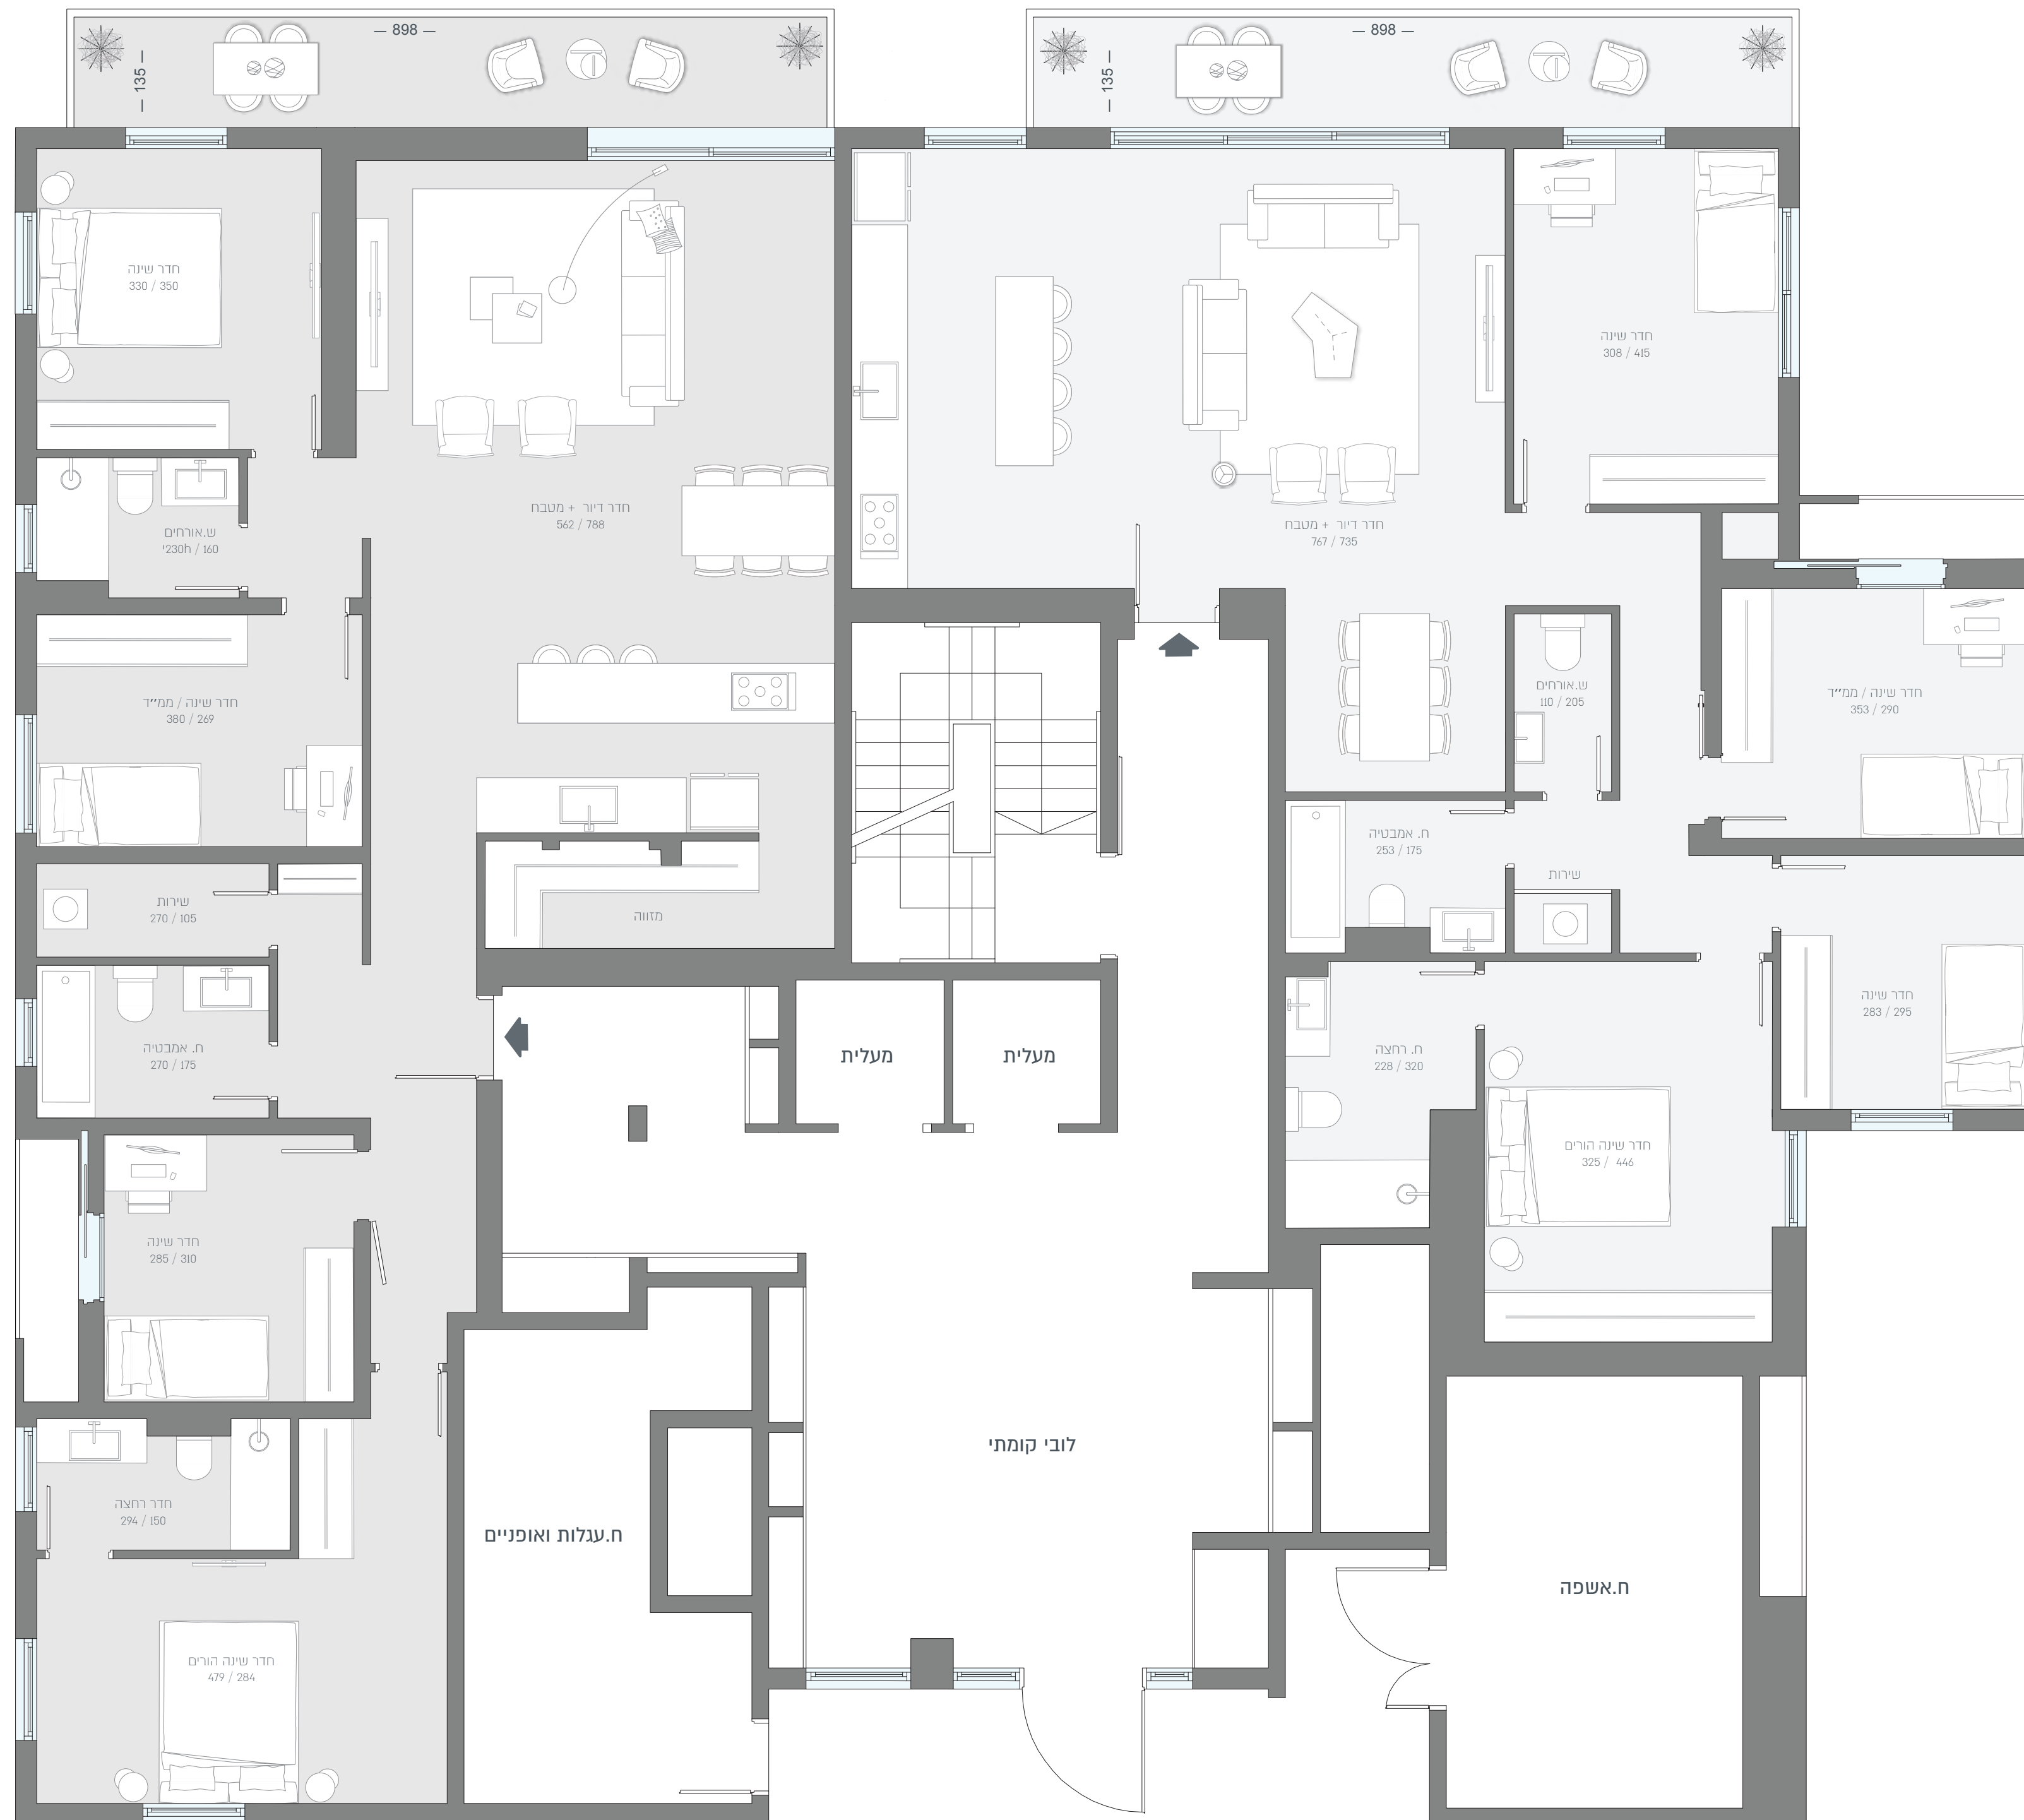 — 898 —
— 135 —
— 898 —
— 135 —
חדר שינה
330 / 350
חדר דיור + מטבח
562 / 788
ש.אורחים
י230h / 160
חדר שינה / ממ״ד
380 / 269
שירות
270 / 105
מזווה
ח. אמבטיה
270 / 175
חדר שינה
285 / 310
חדר רחצה
294 / 150
חדר שינה הורים
479 / 284
חדר דיור + מטבח
767 / 735
חדר שינה
308 / 415
ש.אורחים
110 / 205
חדר שינה / ממ״ד
353 / 290
ח. אמבטיה
253 / 175
שירות
חדר שינה
283 / 295
ח. רחצה
228 / 320
חדר שינה הורים
325 / 446
מעלית
מעלית
לובי קומתי
ח.עגלות ואופניים
ח.אשפה